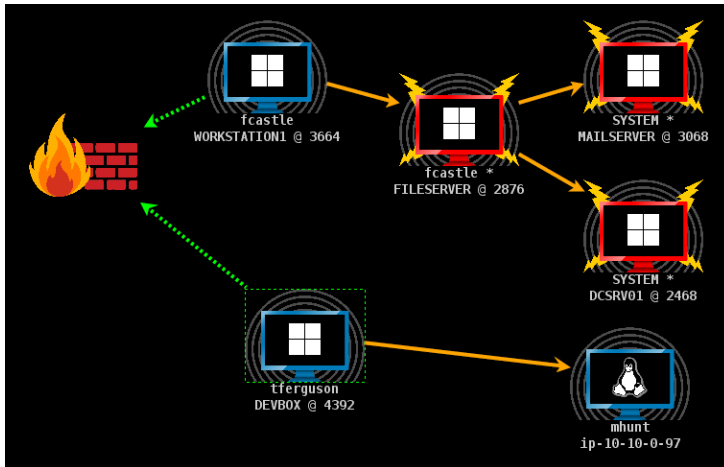 fcastle
WORKSTATION1 @ 3664
fcastle *
FILESERVER @ 2876
SYSTEM *
MAILSERVER @ 3068
SYSTEM *
DCSRV01 @ 2468
tferguson
DEVBOX @ 4392
mhunt
ip-10-10-0-97